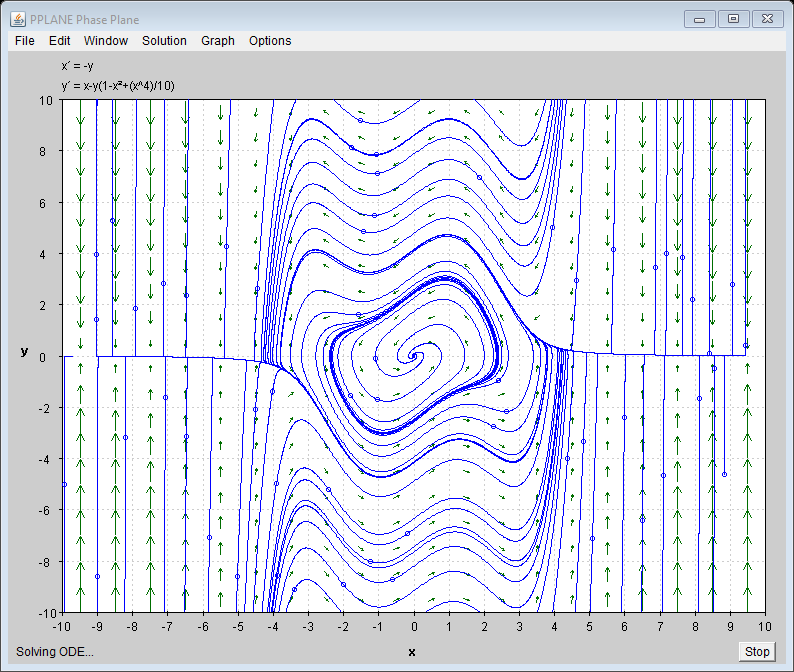 PPLANE Phase Plane
File Edit Window Solution Graph Options
x´ = -y
y´ = x-y(1-x²+(x^4)/10)
10
8
6
4
2
y
0
-2
-4
-6
-8
-10
-10 -9 -8 -7 -6 -5 -4 -3 -2 -1 0 1 2 3 4 5 6 7 8 9 10
Solving ODE... x Stop